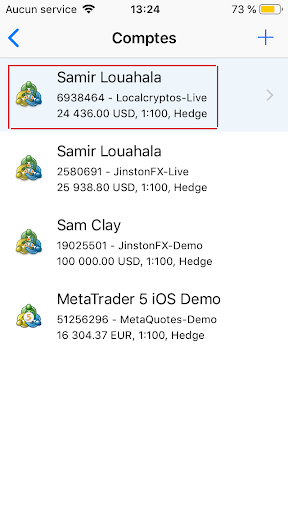 Aucun service 13:24 73 %
Comptes
Samir Louahala
6938464 - Localcryptos-Live
24 436.00 USD, 1:100, Hedge
Samir Louahala
2580691 - JinstonFX-Live
25 938.80 USD, 1:100, Hedge
Sam Clay
19025501 - JinstonFX-Demo
100 000.00 USD, 1:100, Hedge
MetaTrader 5 iOS Demo
51256296 - MetaQuotes-Demo
16 304.37 EUR, 1:100, Hedge